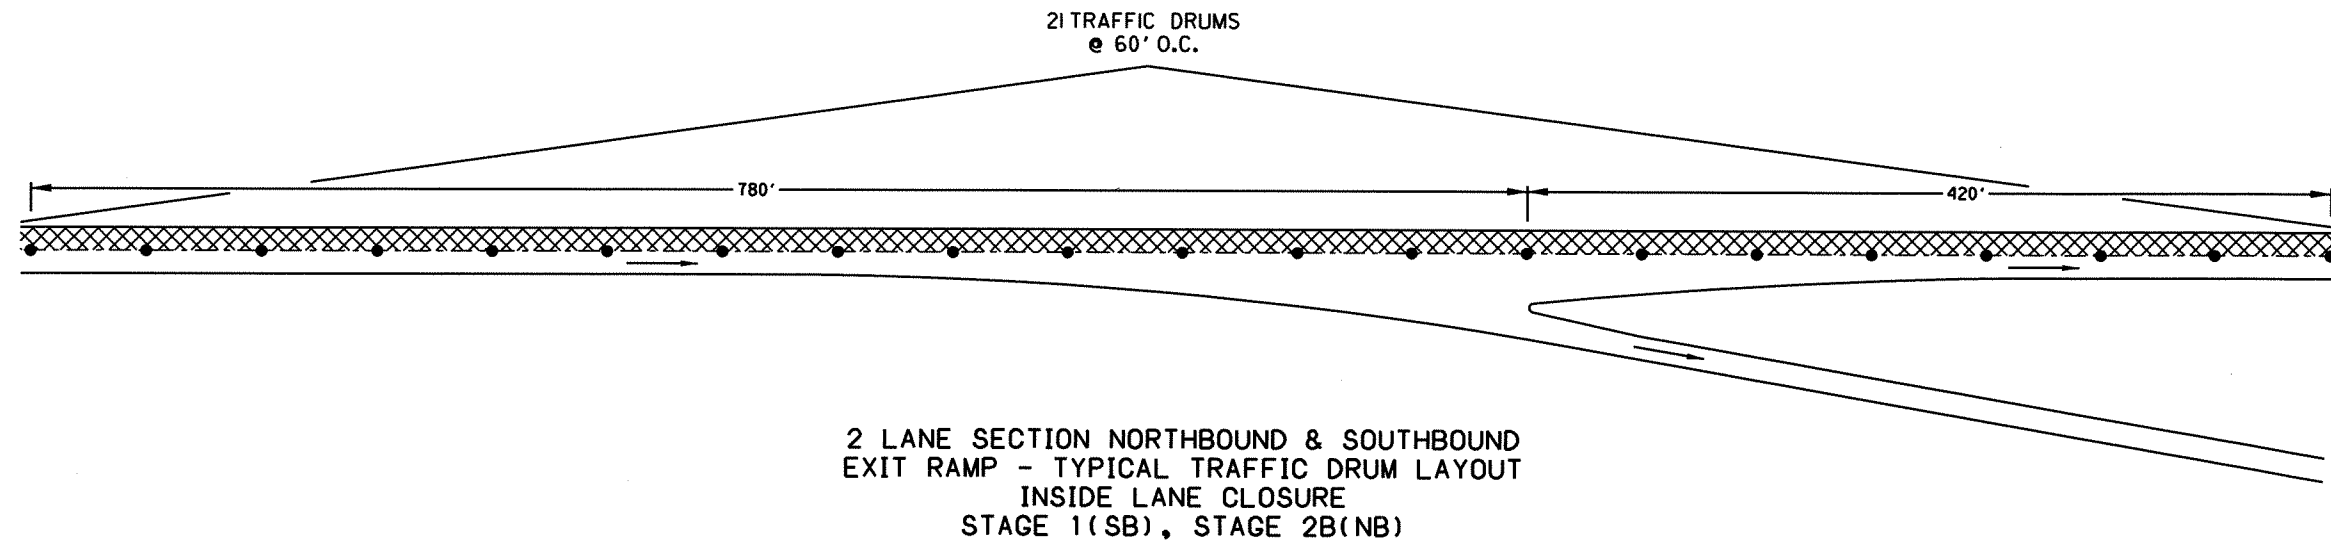 21 TRAFFIC DRUMS
@ 60' O.C.
780'
420'
2 LANE SECTION NORTHBOUND & SOUTHBOUND
EXIT RAMP - TYPICAL TRAFFIC DRUM LAYOUT
INSIDE LANE CLOSURE
STAGE 1(SB), STAGE 2B(NB)